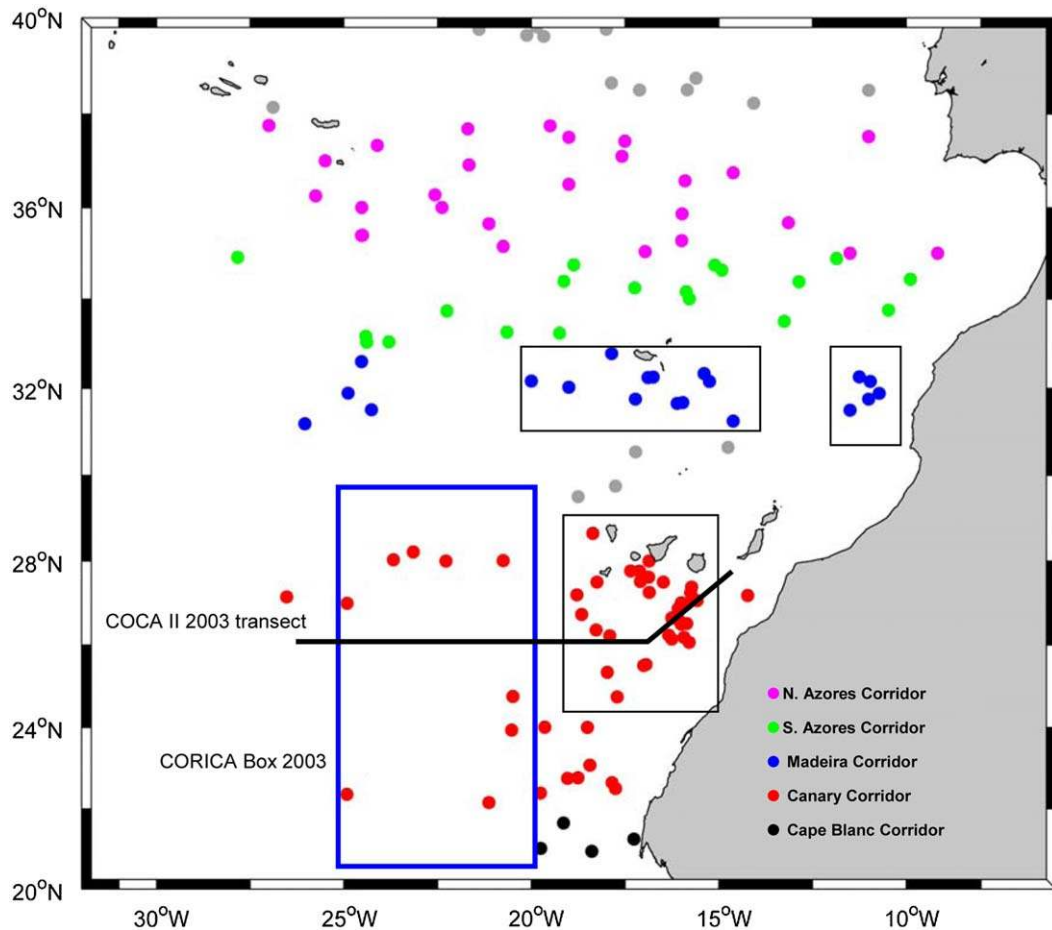 40°N
36°N
32°N
28°N
COCA II 2003 transect
N. Azores Corridor
S. Azores Corridor
24°N
CORICA Box 2003
Madeira Corridor
Canary Corridor
Cape Blanc Corridor
20°N
30°W
25°W
20°W
15°W
10°W